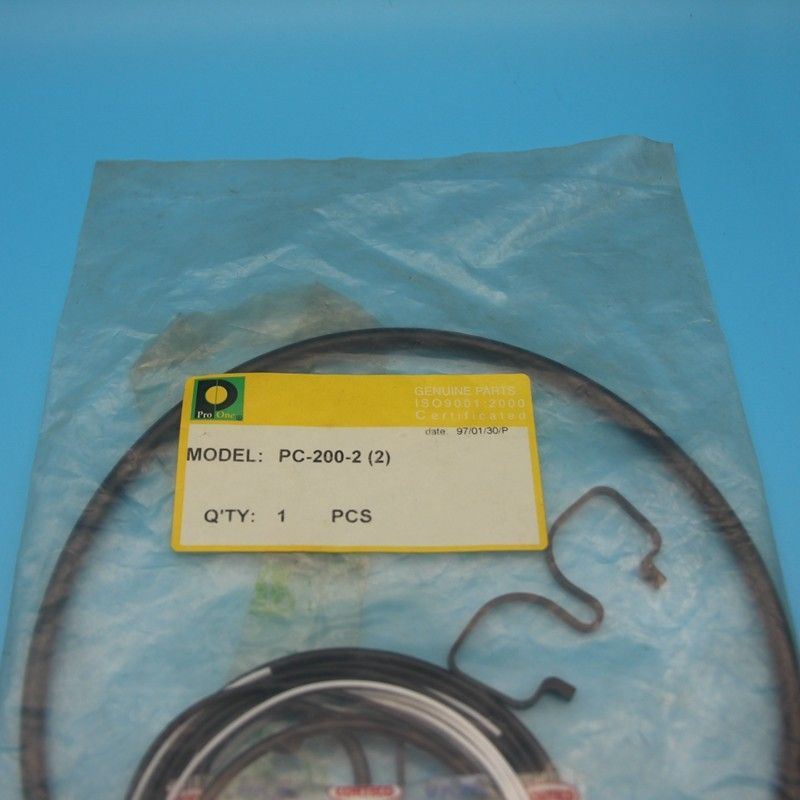 Pro One
GENUINE PARTS
ISO9001:2000
Certificated
date: 97/01/30/P
MODEL: PC-200-2 (2)
Q'TY: 1 PCS